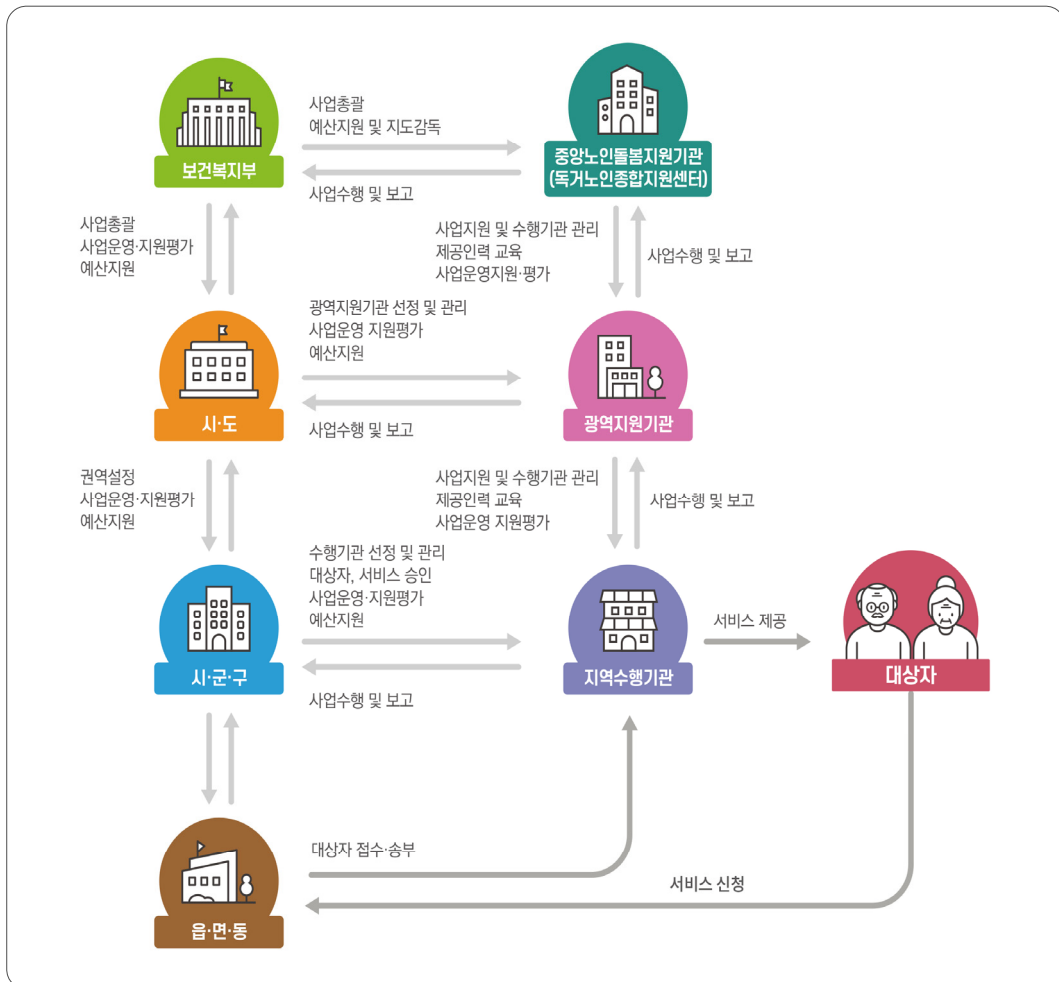 사업총괄
예산지원 및 지도감독
보건복지부
중앙노인돌봄지원기관
(독거노인종합지원센터)
사업수행 및 보고
사업총괄
사업운영·지원평가
예산지원
사업지원 및 수행기관 관리
제공인력 교육
사업운영지원·평가
사업수행 및 보고
광역지원기관 선정 및 관리
사업운영 지원평가
예산지원
시·도
광역지원기관
사업수행 및 보고
권역설정
사업운영·지원평가
예산지원
사업지원 및 수행기관 관리
제공인력 교육
사업운영 지원평가
사업수행 및 보고
수행기관 선정 및 관리
대상자, 서비스 승인
사업운영·지원평가
예산지원
서비스 제공
시·군·구
지역수행기관
대상자
사업수행 및 보고
대상자 접수·송부
서비스 신청
읍·면·동